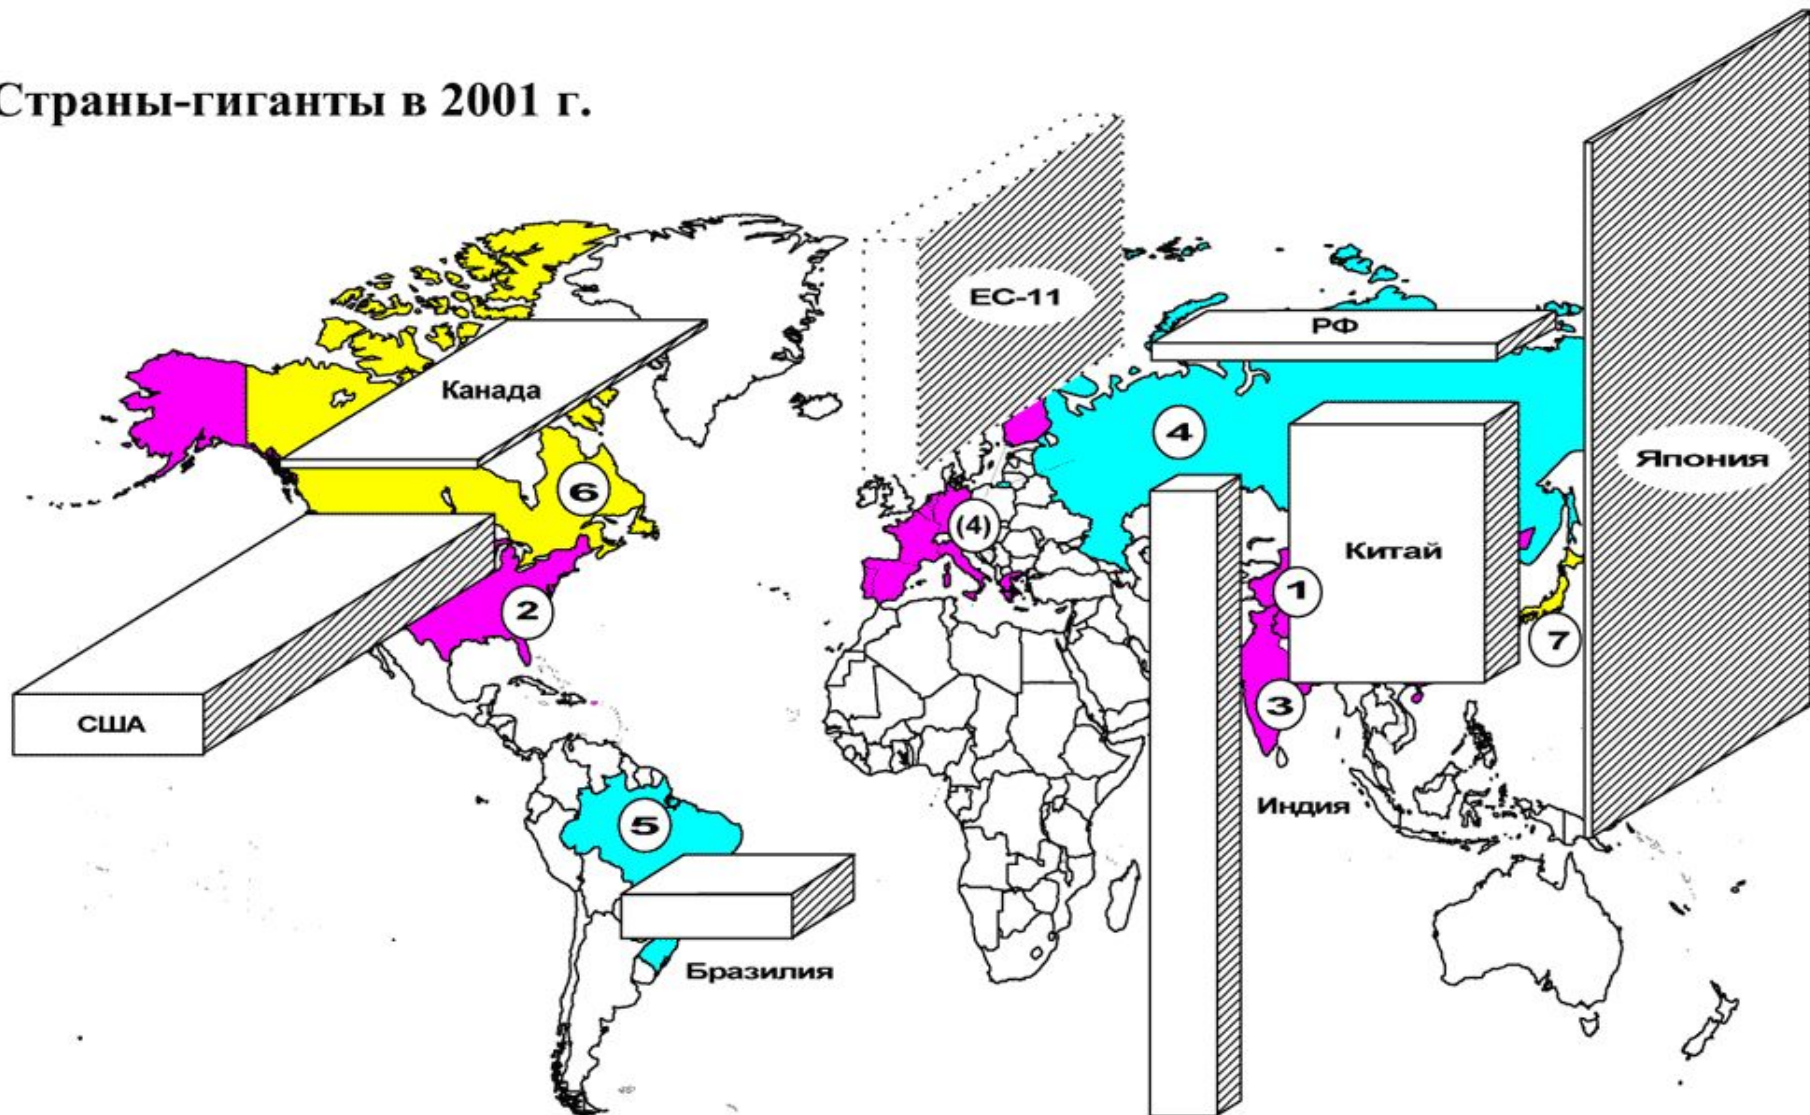 Страны-гиганты в 2001 г.
ЕС-11
РФ
Канада
4
Япония
6
(4)
Китай
1
2
7
США
3
Индия
5
Бразилия